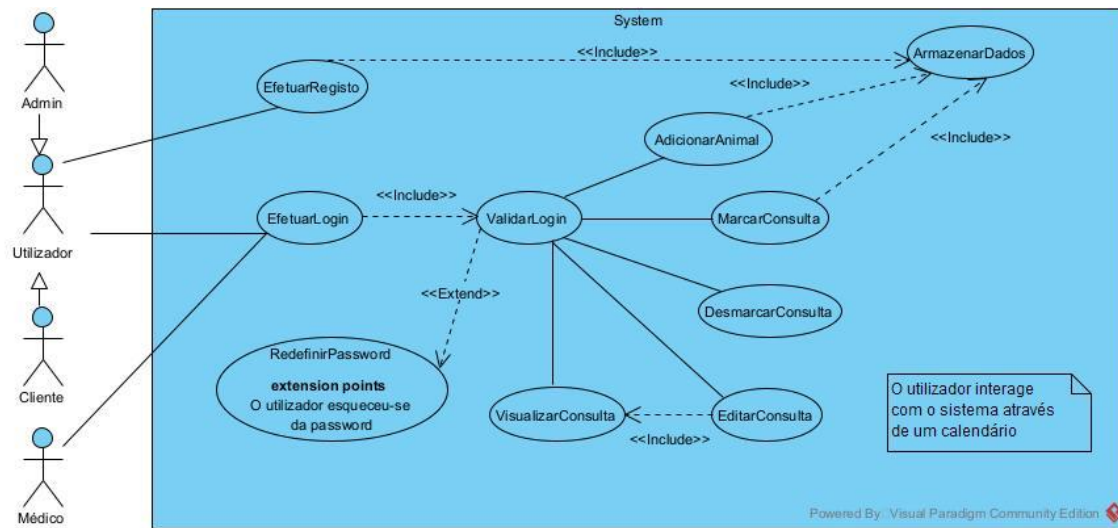 System
Admin
Utilizador
Cliente
Médico
EfetuarRegisto
<<Include>>
ArmazenarDados
<<Include>>
AdicionarAnimal
<<Include>>
EfetuarLogin
<<Include>>
ValidarLogin
MarcarConsulta
<<Extend>>
DesmarcarConsulta
RedefinirPassword
extension points
O utilizador esqueceu-se
da password
VisualizarConsulta
<<Include>>
EditarConsulta
O utilizador interage
com o sistema através
de um calendário
Powered By Visual Paradigm Community Edition